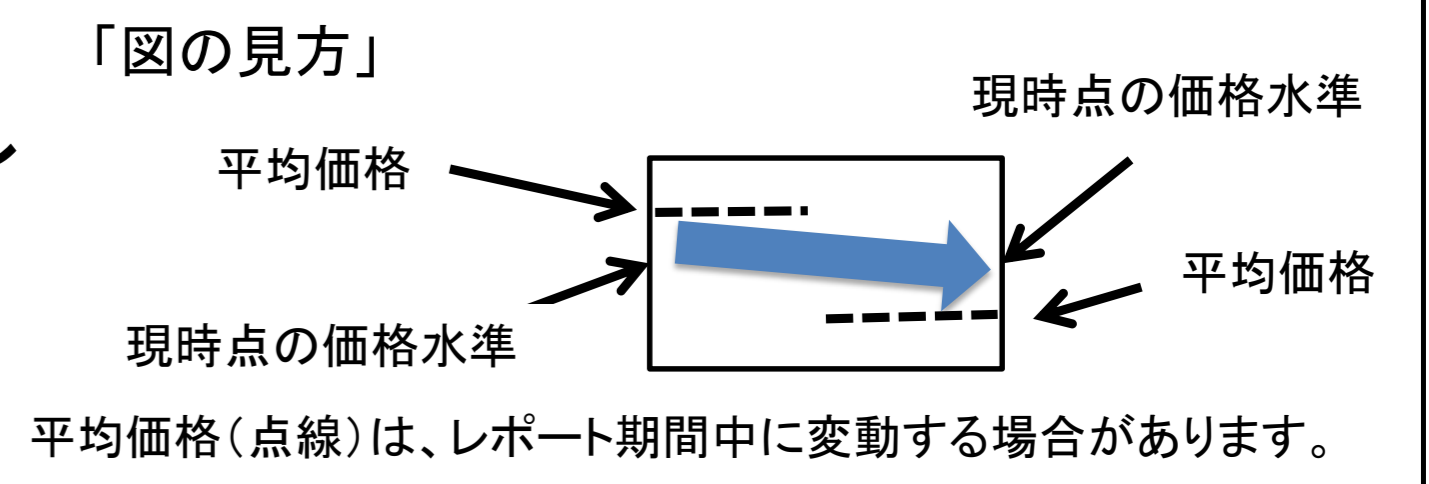 「図の見方」
現時点の価格水準
平均価格
平均価格
現時点の価格水準
平均価格（点線）は、レポート期間中に変動する場合があります。